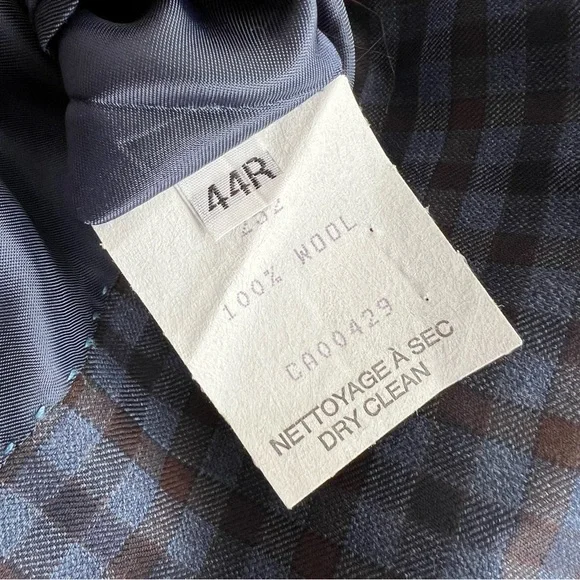 44R
100% WOOL
CA00429
NETTOYAGE À SEC
DRY CLEAN